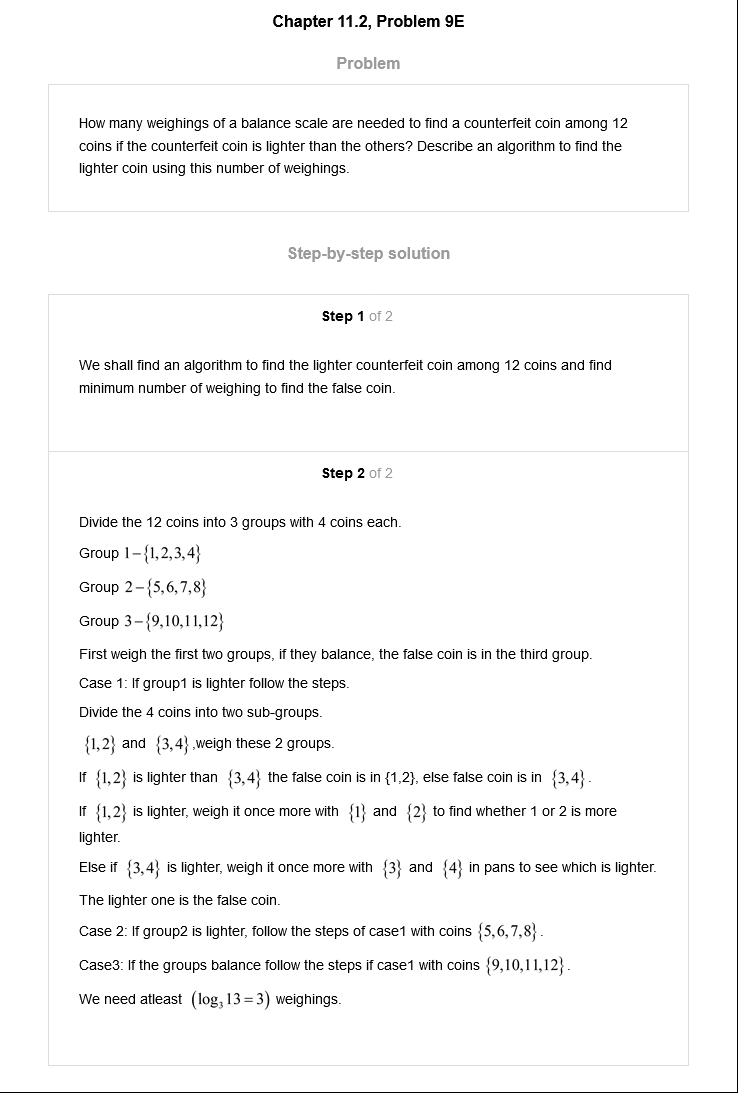 Chapter 11.2, Problem 9E
Problem
How many weighings of a balance scale are needed to find a counterfeit coin among 12
coins if the counterfeit coin is lighter than the others? Describe an algorithm to find the
lighter coin using this number of weighings.
Step-by-step solution
Step 1 of 2
We shall find an algorithm to find the lighter counterfeit coin among 12 coins and find
minimum number of weighing to find the false coin.
Step 2 of 2
Divide the 12 coins into 3 groups with 4 coins each.
Group 1–{1,2,3,4}
Group 2–{5,6,7,8}
Group 3–{9,10,11,12}
First weigh the first two groups, if they balance, the false coin is in the third group.
Case 1: If group1 is lighter follow the steps.
Divide the 4 coins into two sub-groups.
{1,2} and {3,4} ,weigh these 2 groups.
If {1,2} is lighter than {3,4} the false coin is in {1,2}, else false coin is in {3,4}.
If {1,2} is lighter, weigh it once more with {1} and {2} to find whether 1 or 2 is more
lighter.
Else if {3,4} is lighter, weigh it once more with {3} and {4} in pans to see which is lighter.
The lighter one is the false coin.
Case 2: If group2 is lighter, follow the steps of case1 with coins {5,6,7,8}.
Case3: If the groups balance follow the steps if case1 with coins {9,10,11,12}.
We need atleast (log₃ 13 = 3) weighings.